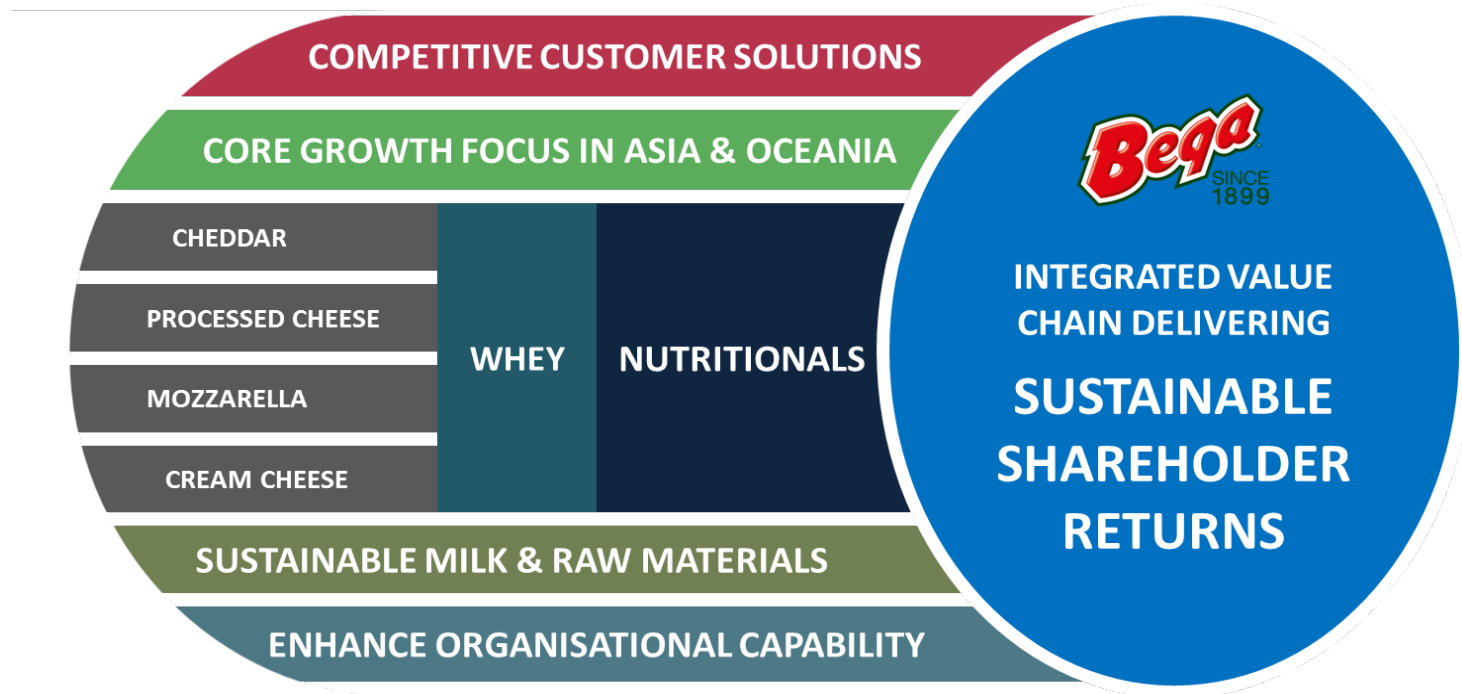 COMPETITIVE CUSTOMER SOLUTIONS
CORE GROWTH FOCUS IN ASIA & OCEANIA
CHEDDAR
PROCESSED CHEESE
MOZZARELLA
CREAM CHEESE
WHEY
NUTRITIONALS
SUSTAINABLE MILK & RAW MATERIALS
ENHANCE ORGANISATIONAL CAPABILITY
Bega
SINCE
1899
INTEGRATED VALUE
CHAIN DELIVERING
SUSTAINABLE
SHAREHOLDER
RETURNS